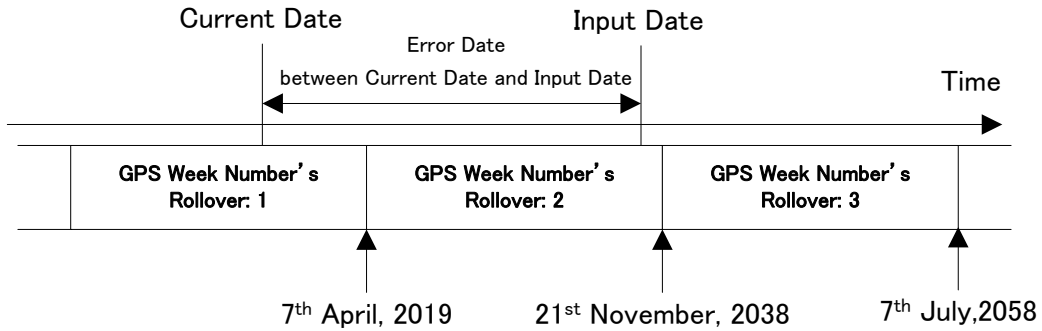 Current Date
Input Date
Error Date
between Current Date and Input Date
Time
GPS Week Number's
Rollover: 1
GPS Week Number's
Rollover: 2
GPS Week Number's
Rollover: 3
7th April, 2019
21st November, 2038
7th July,2058